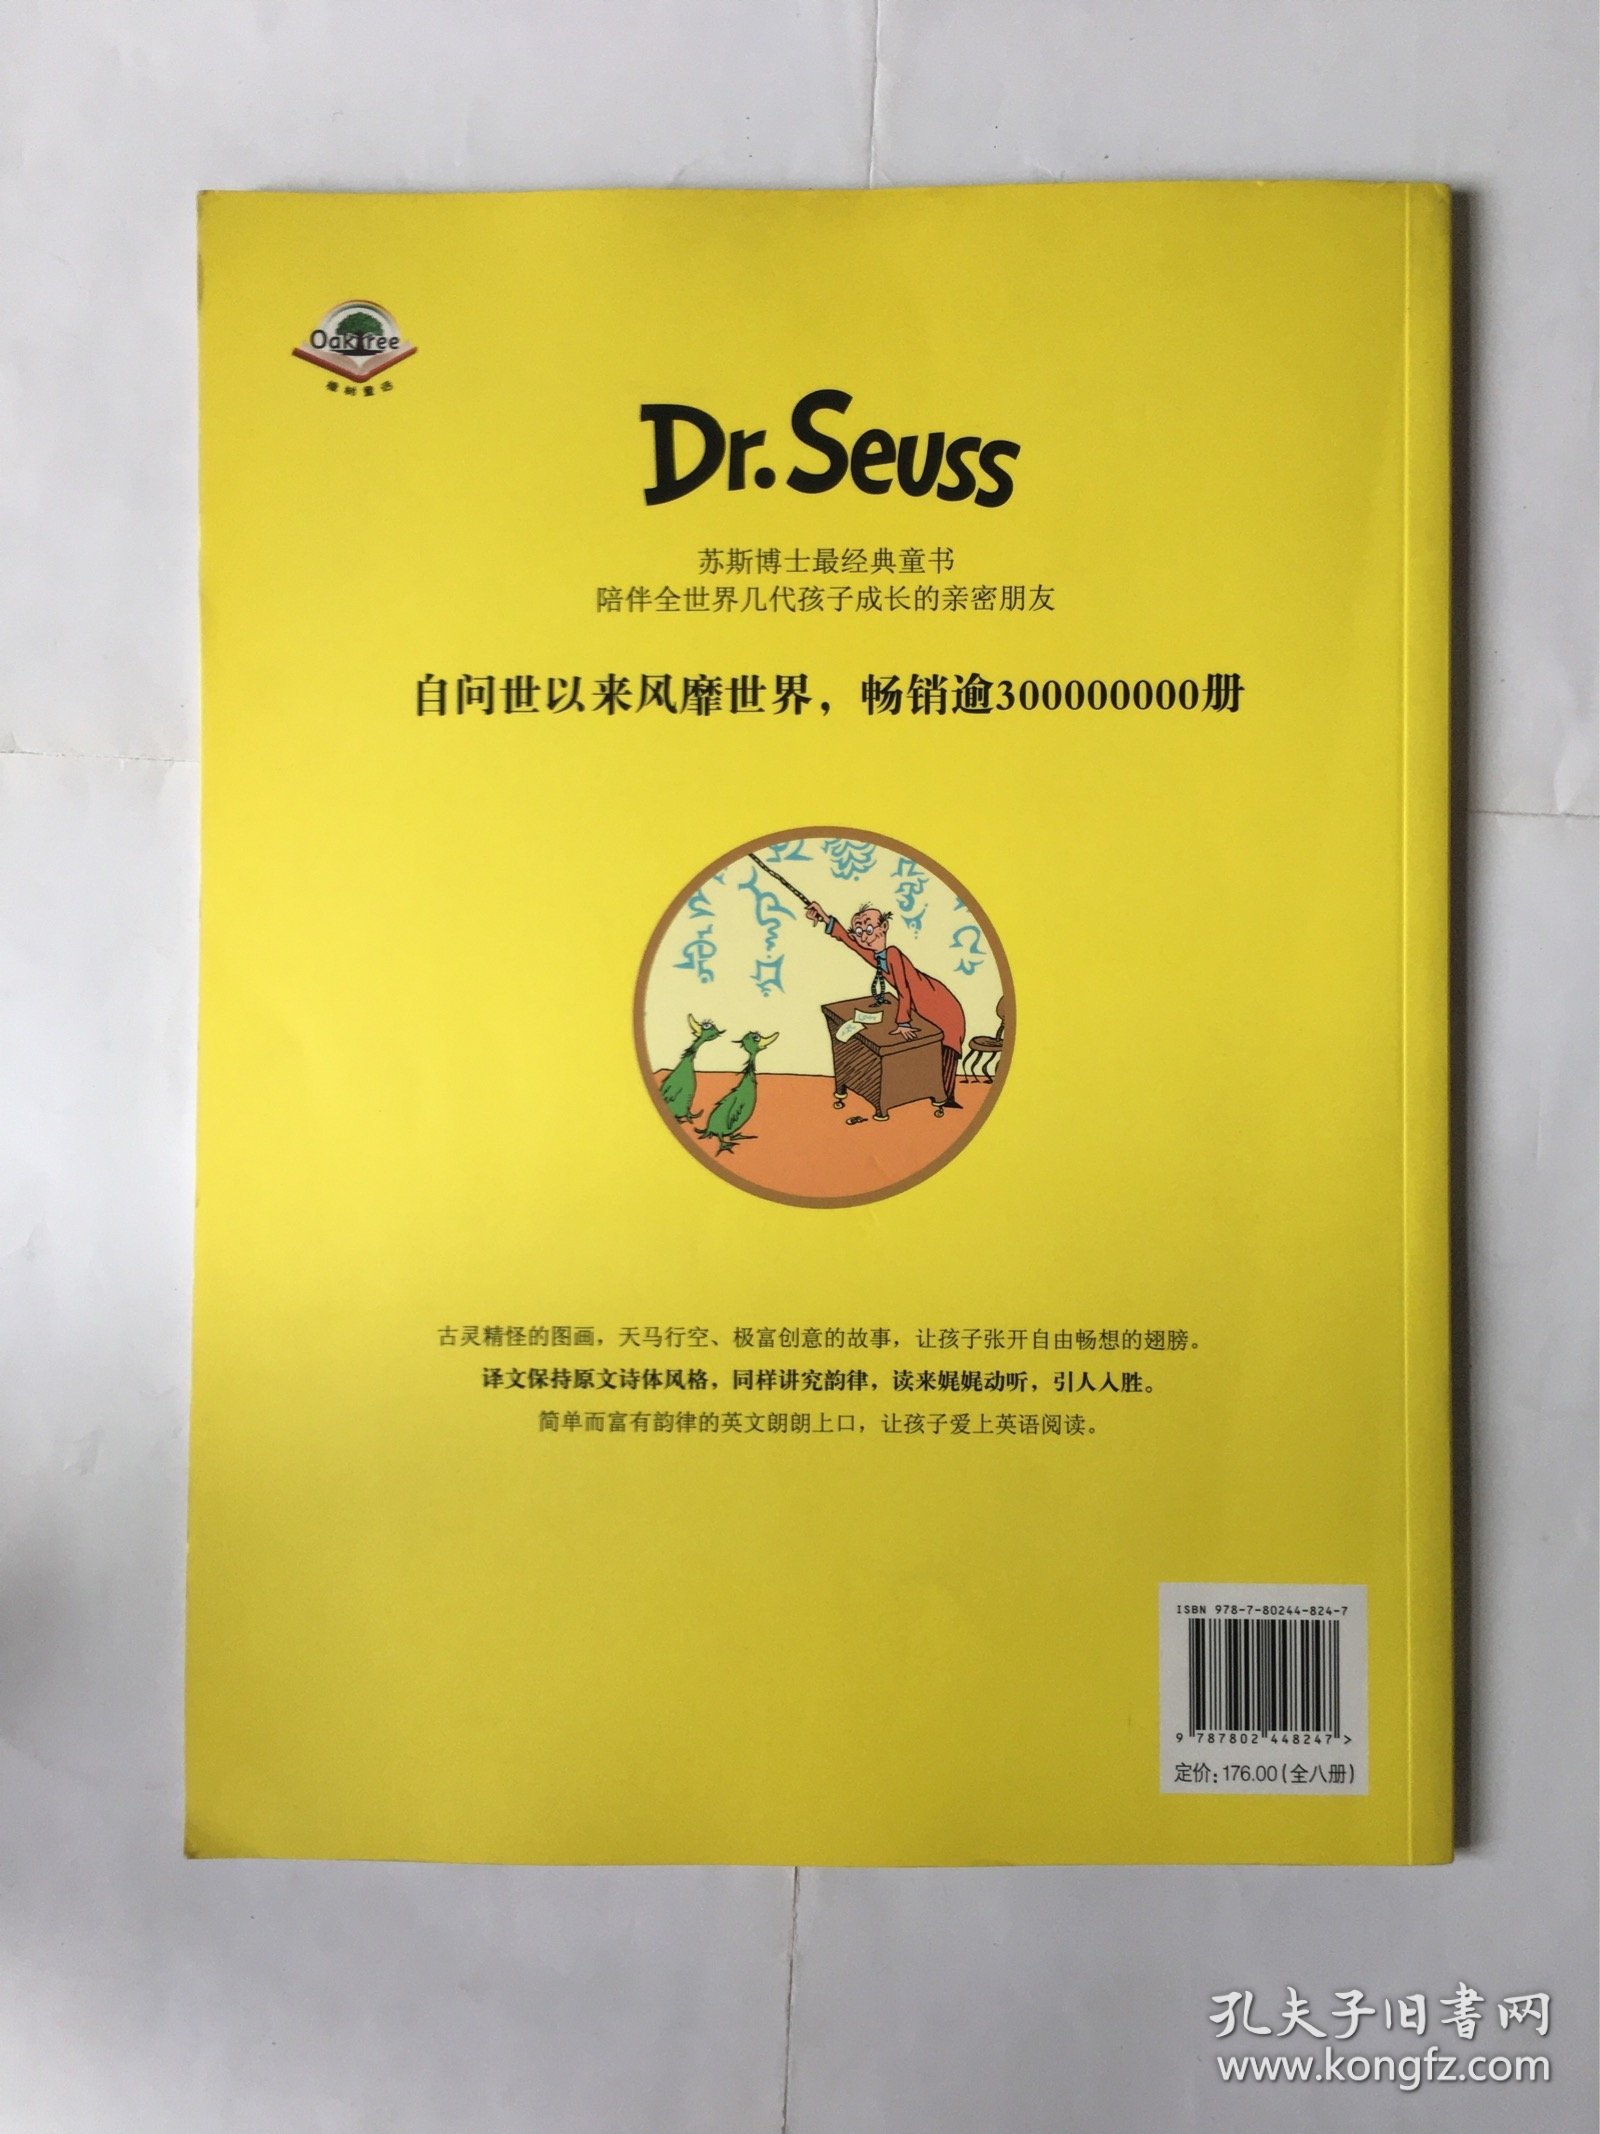 Oak Tree
橡树童话
Dr. Seuss
苏斯博士最经典童书
陪伴全世界几代孩子成长的亲密朋友
自问世以来风靡世界，畅销逾300000000册
古灵精怪的图画，天马行空、极富创意的故事，让孩子张开自由畅想的翅膀。
译文保持原文诗体风格，同样讲究韵律，读来娓娓动听，引人入胜。
简单而富有韵律的英文朗朗上口，让孩子爱上英语阅读。
ISBN 978-7-80244-824-7
9 787802 448247 >
定价：176.00（全八册）
孔夫子旧书网
www.kongfz.com